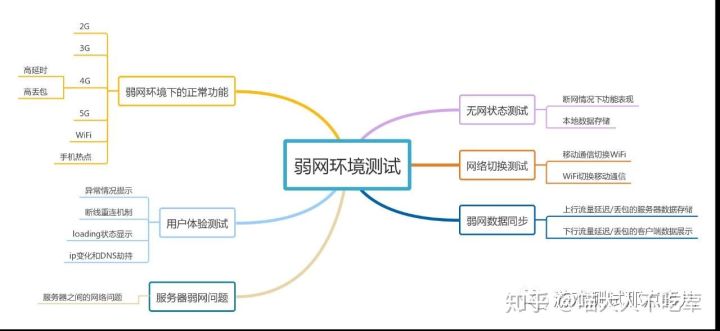 弱网环境测试
弱网环境下的正常功能
2G
3G
4G
高延时
高丢包
5G
WiFi
手机热点
用户体验测试
异常情况提示
断线重连机制
loading状态显示
ip变化和DNS劫持
服务器弱网问题
服务器之间的网络问题
无网状态测试
断网情况下功能表现
本地数据存储
网络切换测试
移动通信切换WiFi
WiFi切换移动通信
弱网数据同步
上行流量延迟/丢包的服务器数据存储
下行流量延迟/丢包的客户端数据展示
知乎